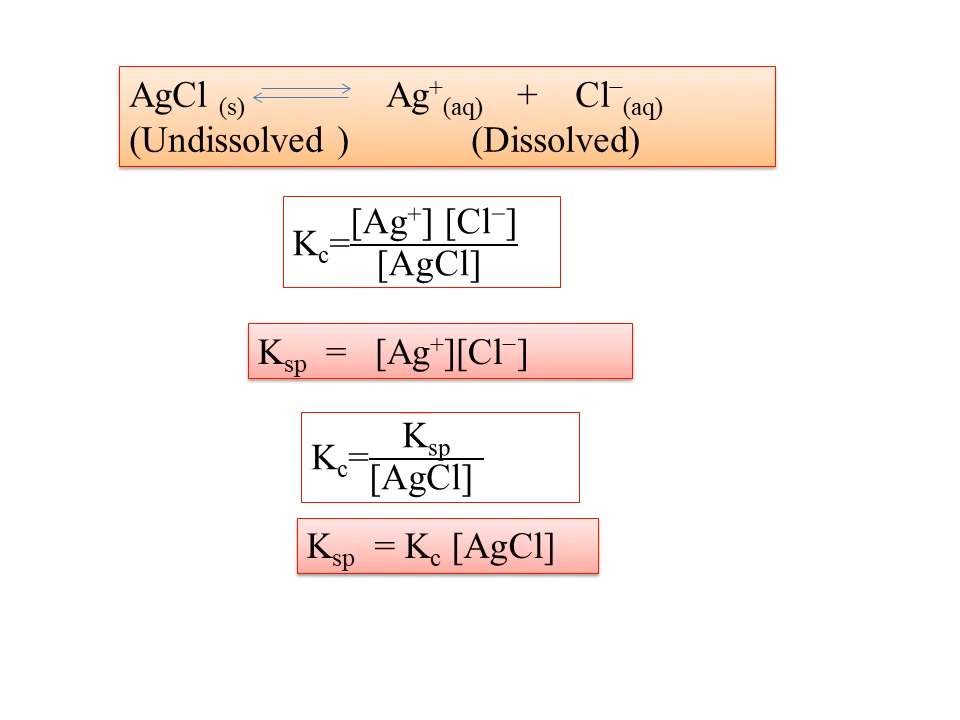 AgCl (s) Ag⁺(aq) + Cl⁻(aq)
(Undissolved ) (Dissolved)
[Ag⁺] [Cl⁻]
Kc=
[AgCl]
Ksp = [Ag⁺][Cl⁻]
Ksp
Kc=
[AgCl]
Ksp = Kc [AgCl]